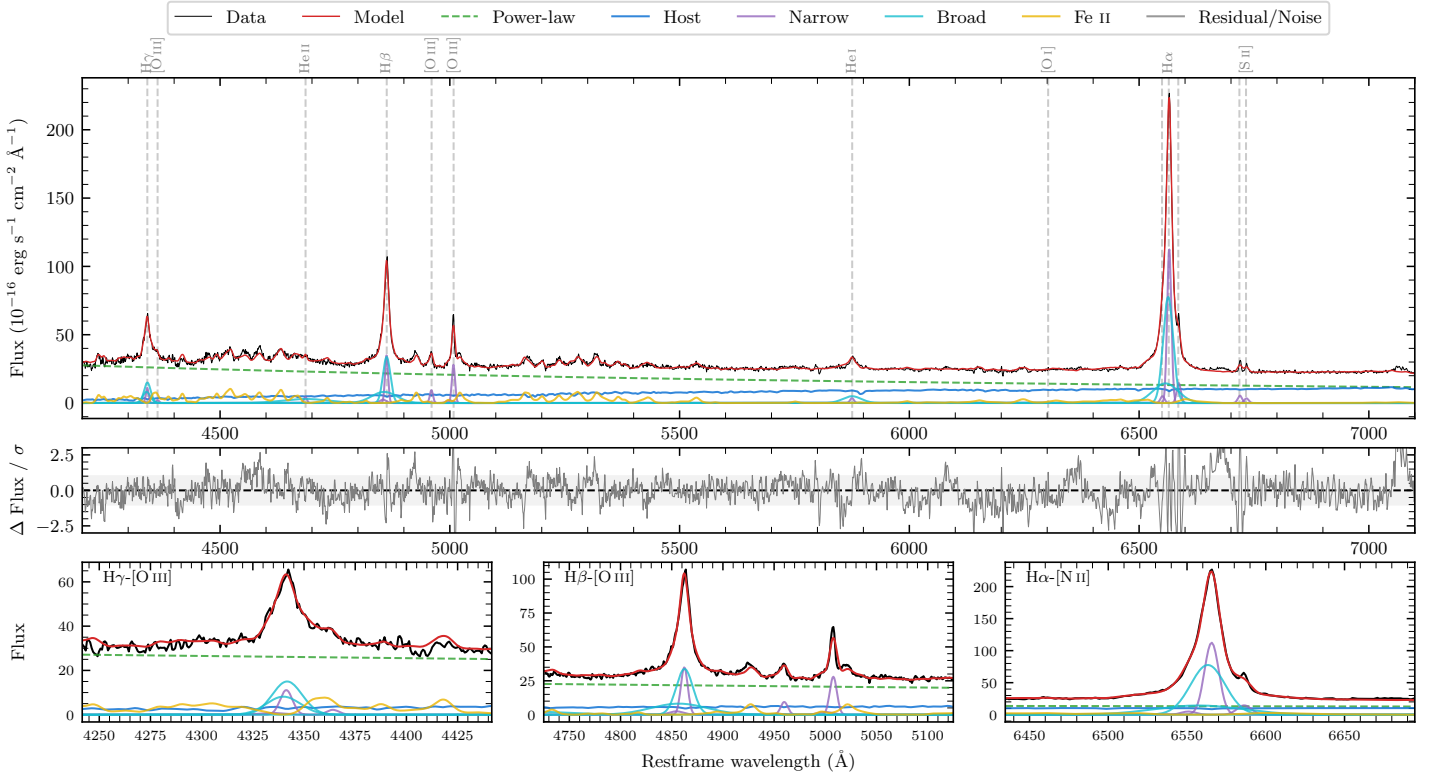 Data Model Power-law Host Narrow Broad Fe II Residual/Noise
Hγ [O III] He II Hβ [O III] [O III] He I [O I] Hα [S II]
Flux (10⁻¹⁶ erg s⁻¹ cm⁻² Å⁻¹)
200
150
100
50
0
4500 5000 5500 6000 6500 7000
Δ Flux / σ
2.5
0.0
−2.5
4500 5000 5500 6000 6500 7000
Flux
Hγ-[O III]
60
40
20
0
4250 4275 4300 4325 4350 4375 4400 4425
Hβ-[O III]
100
75
50
25
0
4750 4800 4850 4900 4950 5000 5050 5100
Hα-[N II]
200
150
100
50
0
6450 6500 6550 6600 6650
Restframe wavelength (Å)